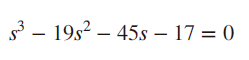 s³ – 19s² – 45s – 17 = 0